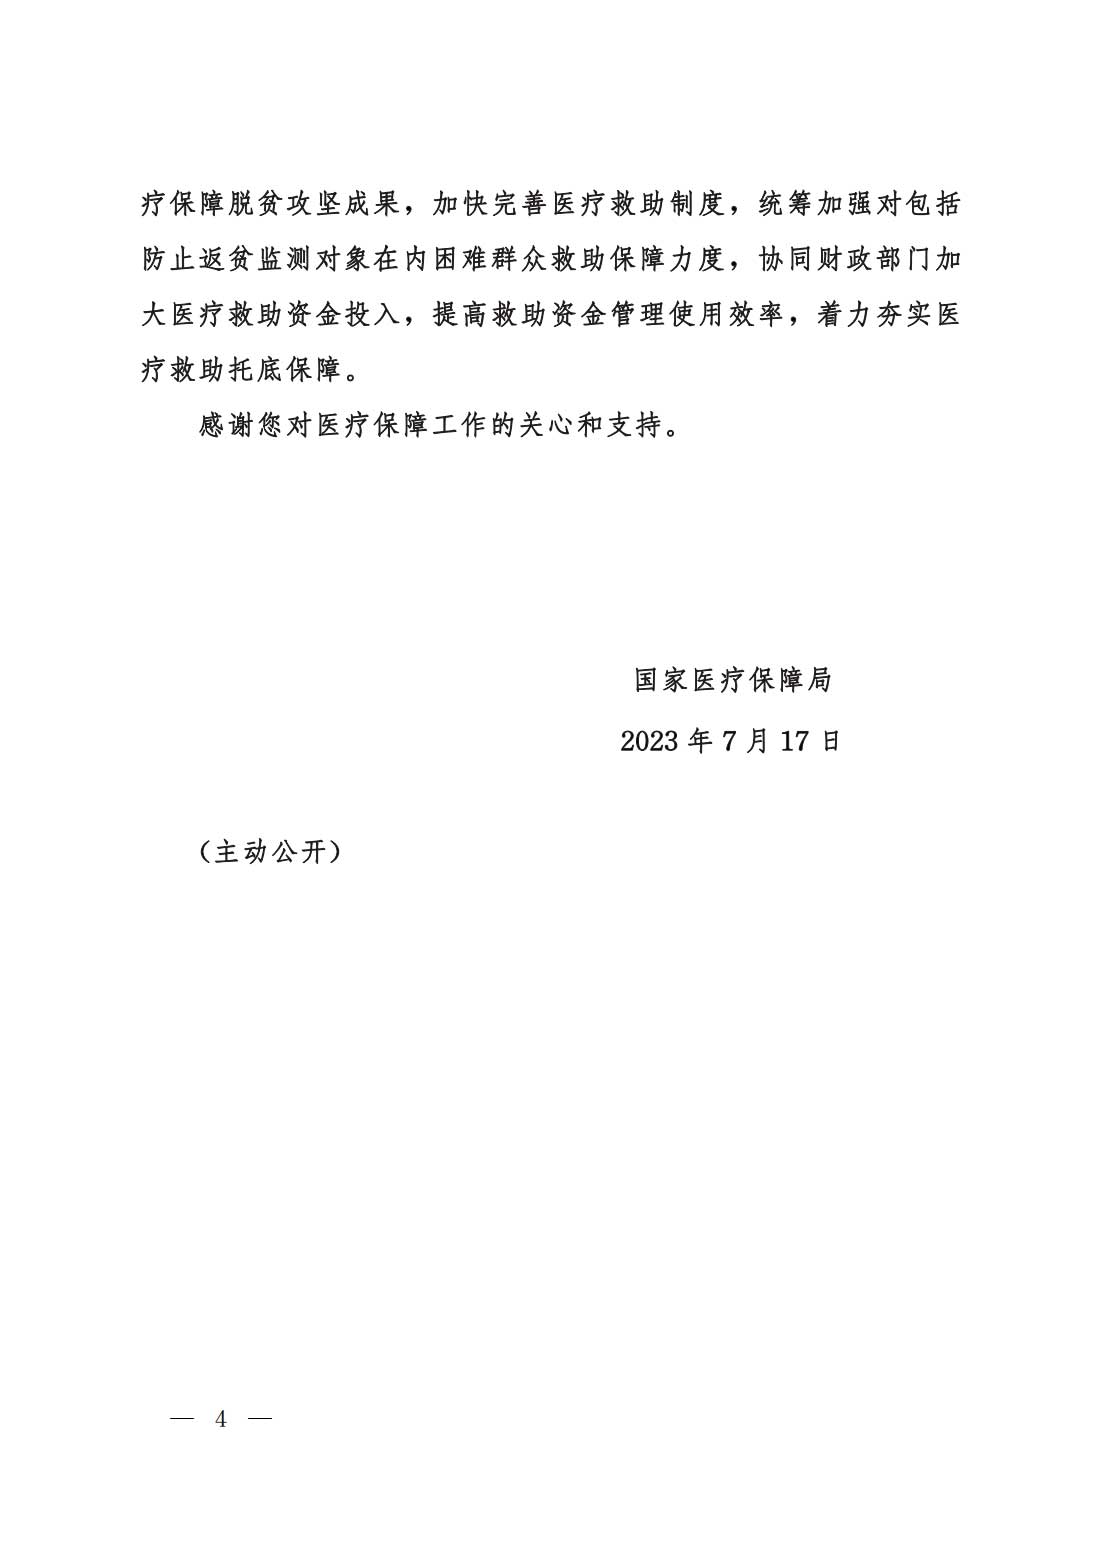 疗保障脱贫攻坚成果，加快完善医疗救助制度，统筹加强对包括
防止返贫监测对象在内困难群众救助保障力度，协同财政部门加
大医疗救助资金投入，提高救助资金管理使用效率，着力夯实医
疗救助托底保障。
感谢您对医疗保障工作的关心和支持。
国家医疗保障局
2023 年 7 月 17 日
（主动公开）
— 4 —